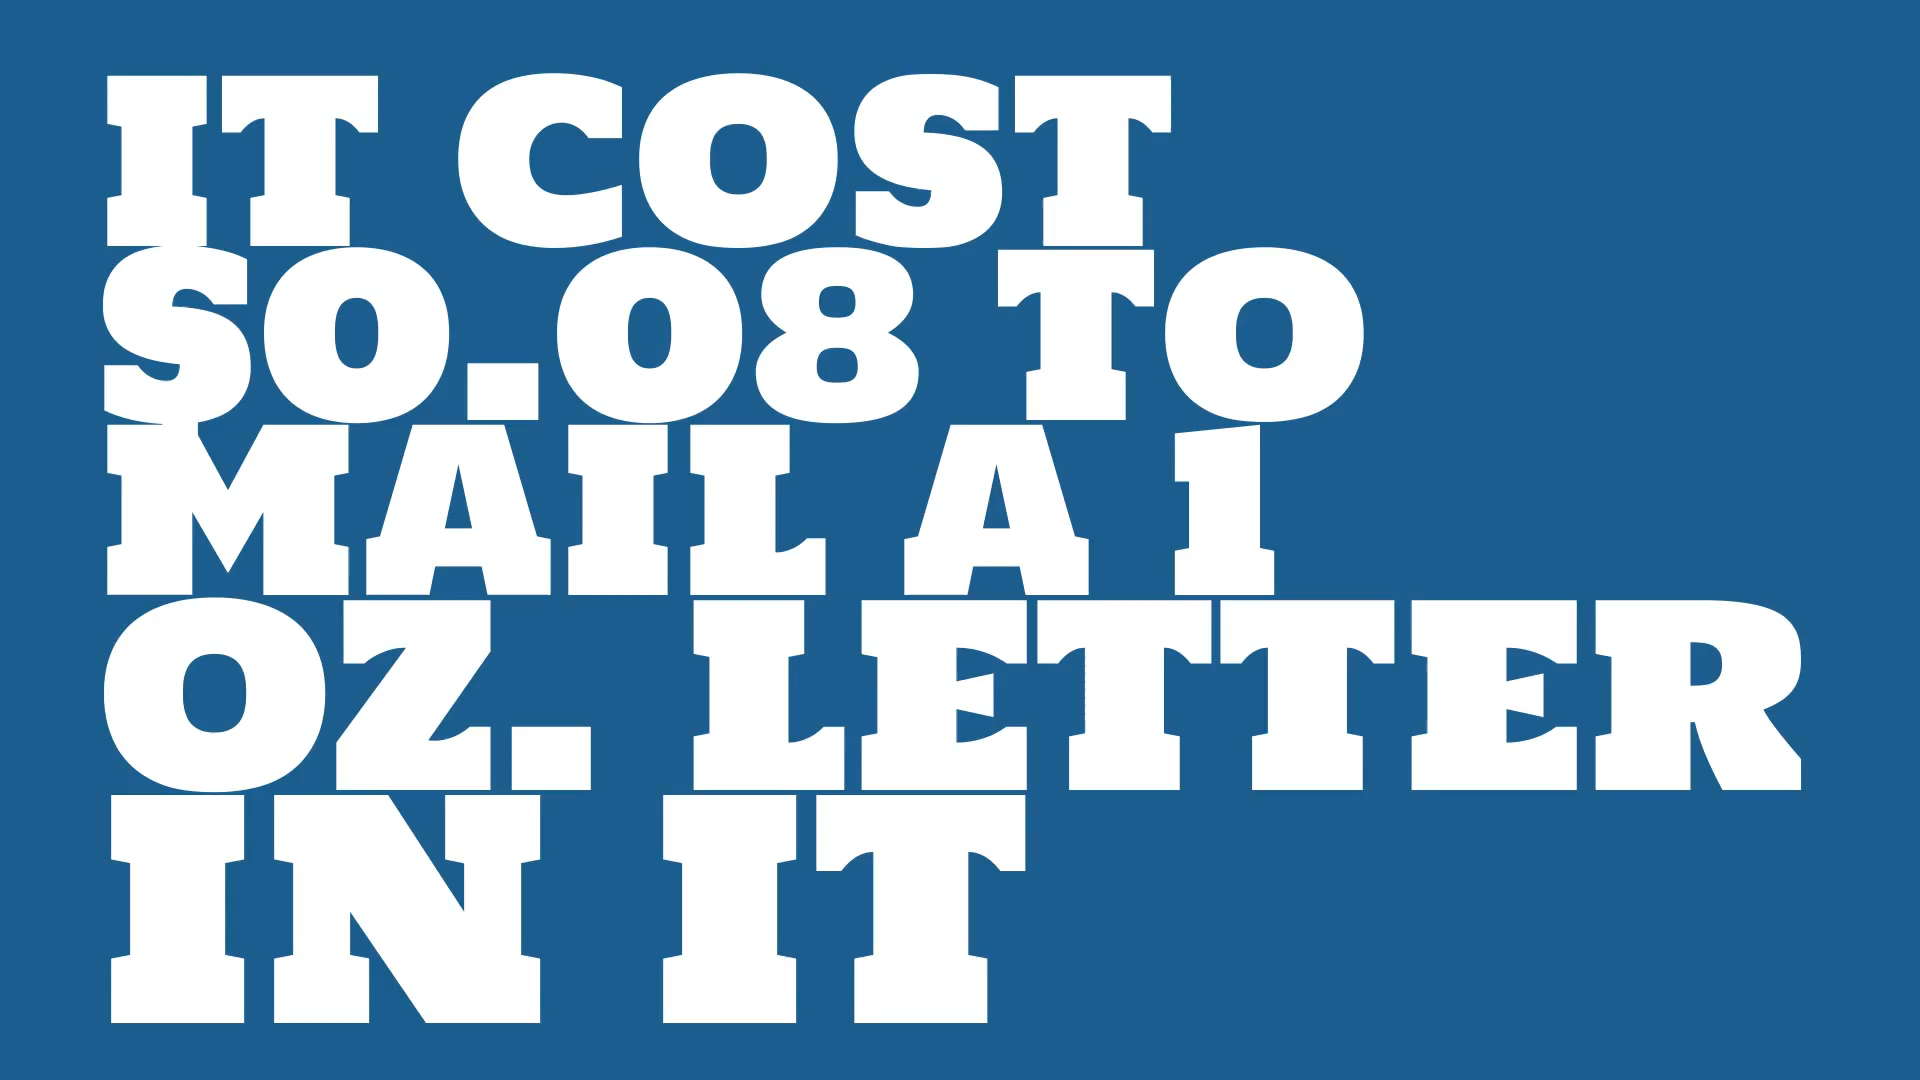 IT COST
$0.08 TO
MAIL A 1
OZ. LETTER
IN IT